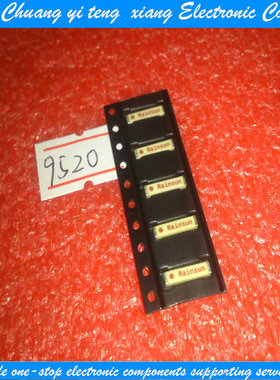 Chuang yi teng xiang Electronic Co
9520
Rainsun
Rainsun
Rainsun
Rainsun
Rainsun
le one-stop electronic components supporting serv